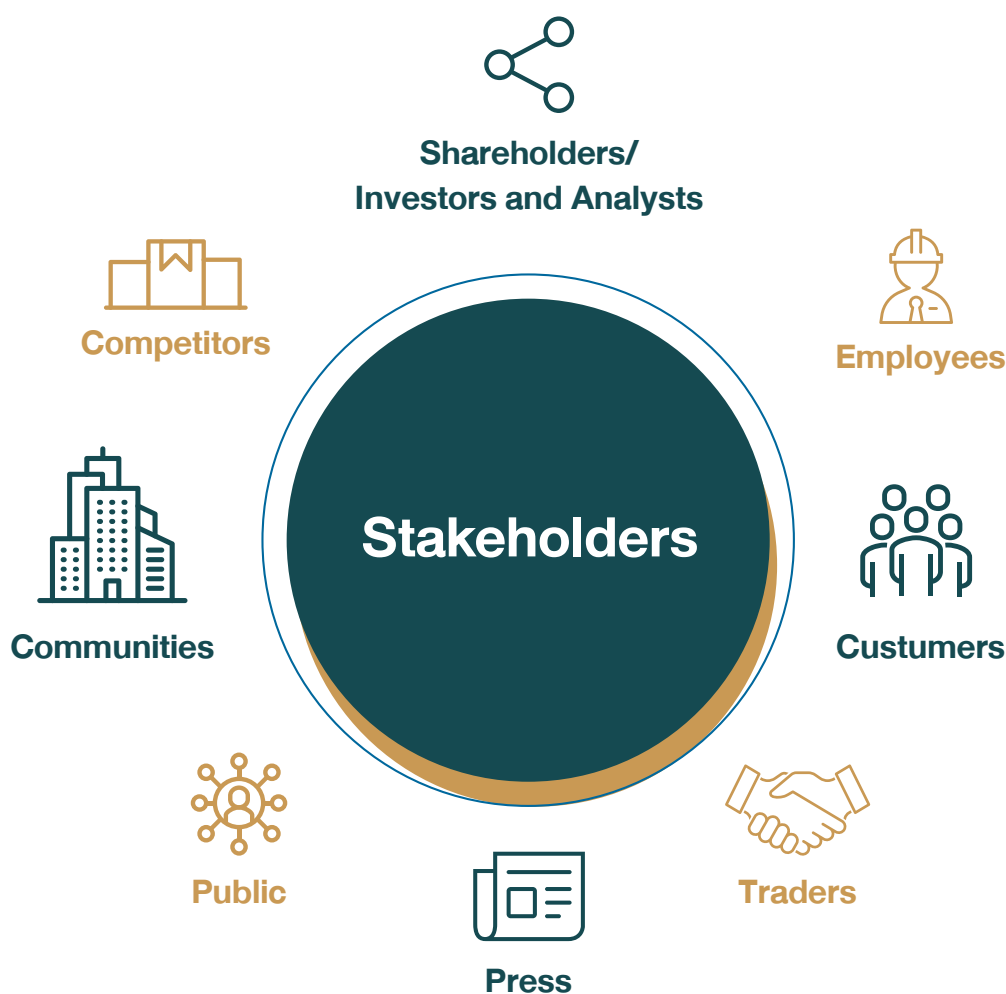 Shareholders/
Investors and Analysts
Competitors
Employees
Stakeholders
Communities
Custumers
Public
Traders
Press